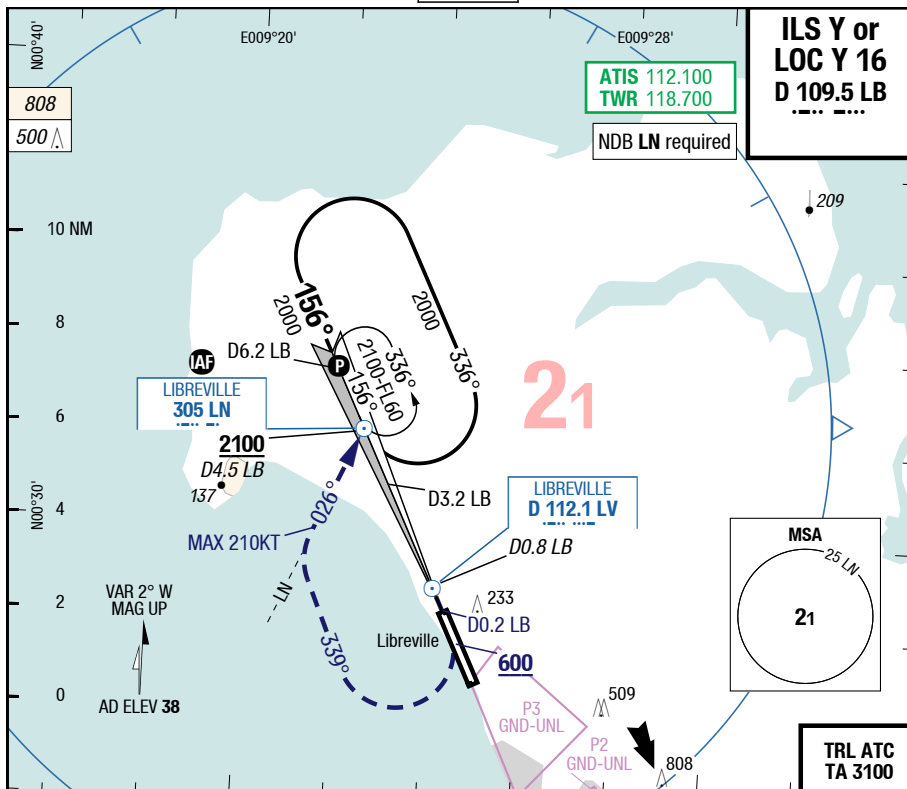 N00°40'
E009°20'
E009°28'
ILS Y or
LOC Y 16
D 109.5 LB
ATIS 112.100
TWR 118.700
NDB LN required
808
500
209
10 NM
8
6
4
2
0
156°
2000
2000
336°
D6.2 LB
P
336°
2100-FL60
156°
IAF
LIBREVILLE
305 LN
2100
D4.5 LB
137
21
N00°30'
D3.2 LB
LIBREVILLE
D 112.1 LV
D0.8 LB
026°
MAX 210KT
LN
339°
VAR 2° W
MAG UP
AD ELEV 38
233
D0.2 LB
Libreville
600
MSA
25 LN
21
P3
GND-UNL
509
P2
GND-UNL
808
TRL ATC
TA 3100